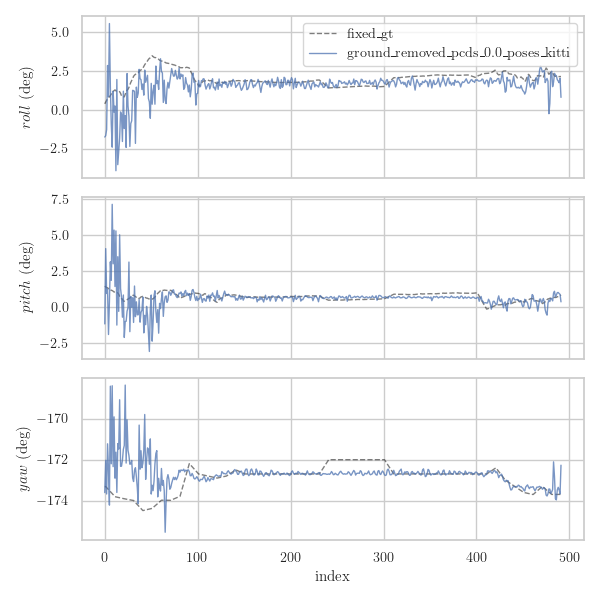 fixed_gt
ground_removed_pcds_0.0_poses_kitti
roll (deg)
5.0
2.5
0.0
−2.5
pitch (deg)
7.5
5.0
2.5
0.0
−2.5
yaw (deg)
−170
−172
−174
0 100 200 300 400 500
index